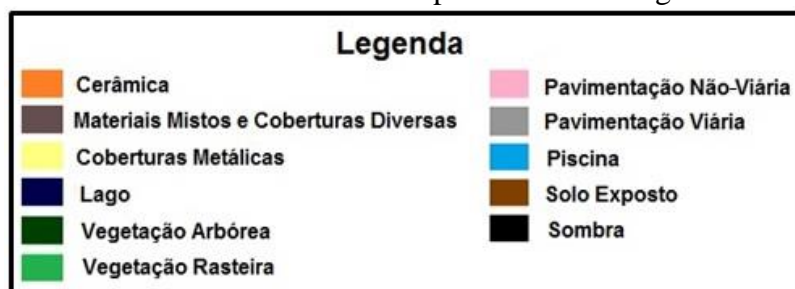 Legenda
Cerâmica
Materiais Mistos e Coberturas Diversas
Coberturas Metálicas
Lago
Vegetação Arbórea
Vegetação Rasteira
Pavimentação Não-Viária
Pavimentação Viária
Piscina
Solo Exposto
Sombra